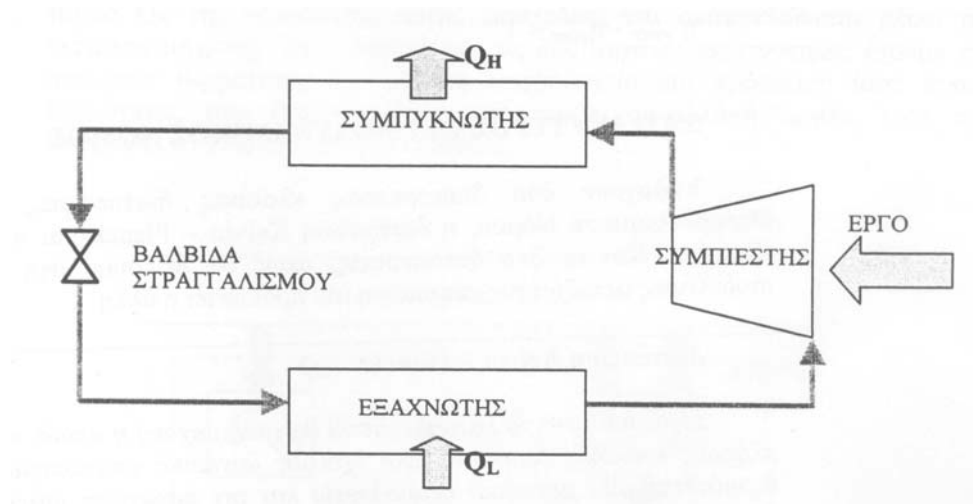 Q_H
ΣΥΜΠΥΚΝΩΤΗΣ
ΕΡΓΟ
ΒΑΛΒΙΔΑ
ΣΤΡΑΓΓΑΛΙΣΜΟΥ
ΣΥΜΠΙΕΣΤΗΣ
ΕΞΑΧΝΩΤΗΣ
Q_L